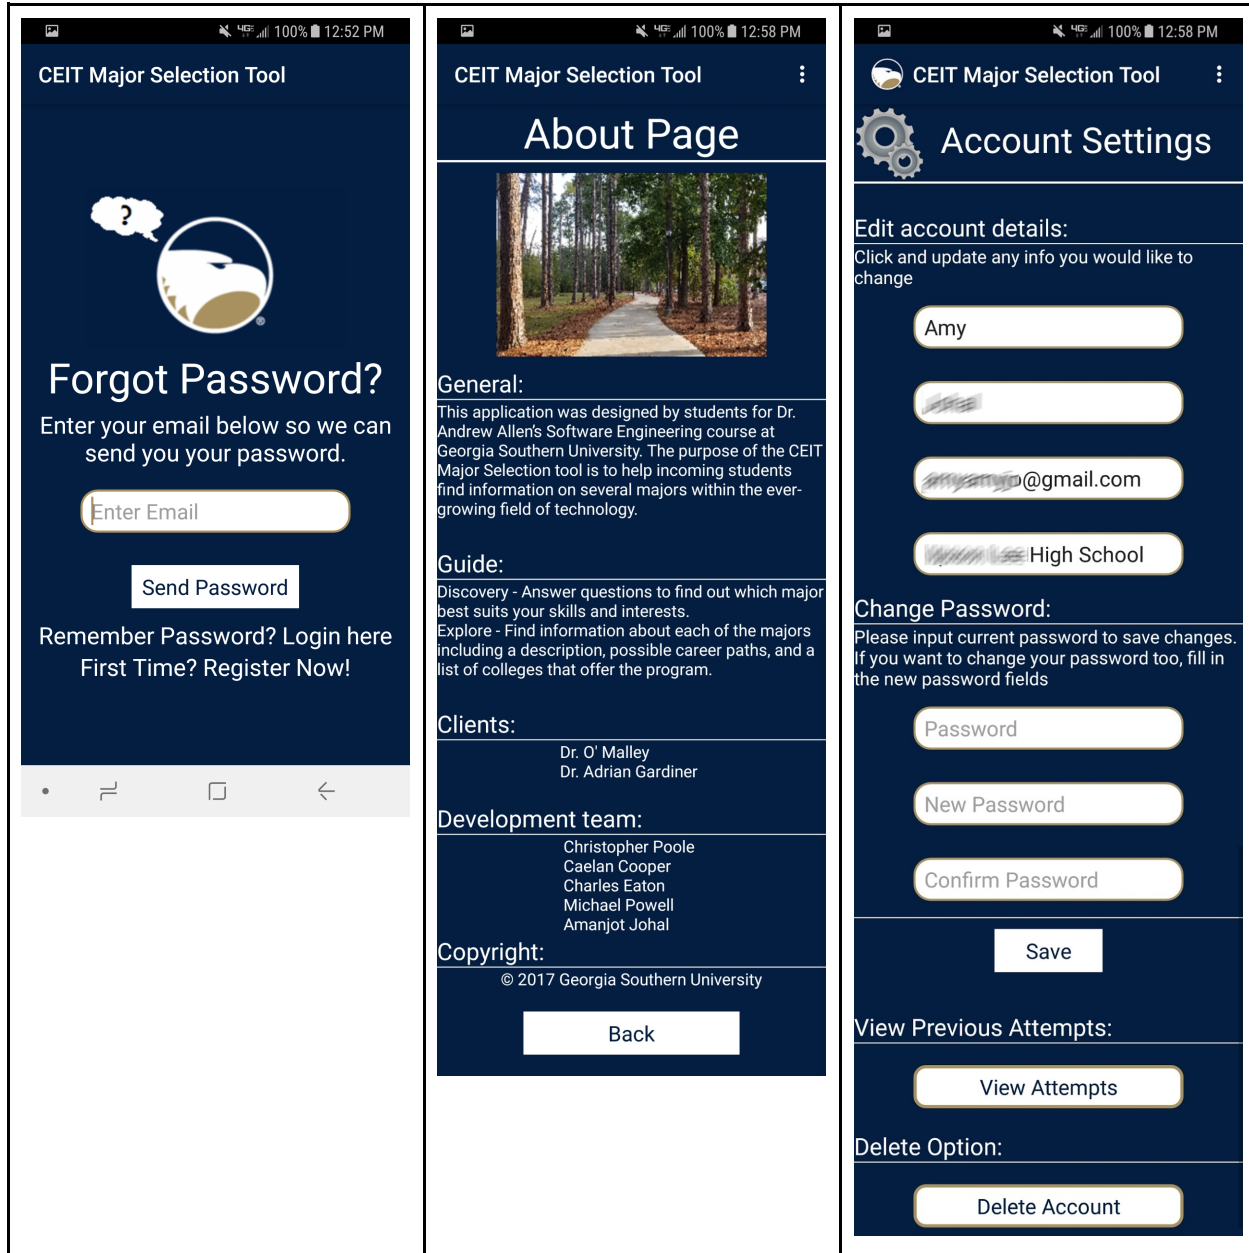 4G 100% 12:52 PM
CEIT Major Selection Tool
?
®
Forgot Password?
Enter your email below so we can
send you your password.
Enter Email
Send Password
Remember Password? Login here
First Time? Register Now!
4G 100% 12:58 PM
CEIT Major Selection Tool
About Page
General:
This application was designed by students for Dr.
Andrew Allen's Software Engineering course at
Georgia Southern University. The purpose of the CEIT
Major Selection tool is to help incoming students
find information on several majors within the ever-
growing field of technology.
Guide:
Discovery - Answer questions to find out which major
best suits your skills and interests.
Explore - Find information about each of the majors
including a description, possible career paths, and a
list of colleges that offer the program.
Clients:
Dr. O' Malley
Dr. Adrian Gardiner
Development team:
Christopher Poole
Caelan Cooper
Charles Eaton
Michael Powell
Amanjot Johal
Copyright:
© 2017 Georgia Southern University
Back
4G 100% 12:58 PM
CEIT Major Selection Tool
Account Settings
Edit account details:
Click and update any info you would like to
change
Amy
@gmail.com
High School
Change Password:
Please input current password to save changes.
If you want to change your password too, fill in
the new password fields
Password
New Password
Confirm Password
Save
View Previous Attempts:
View Attempts
Delete Option:
Delete Account